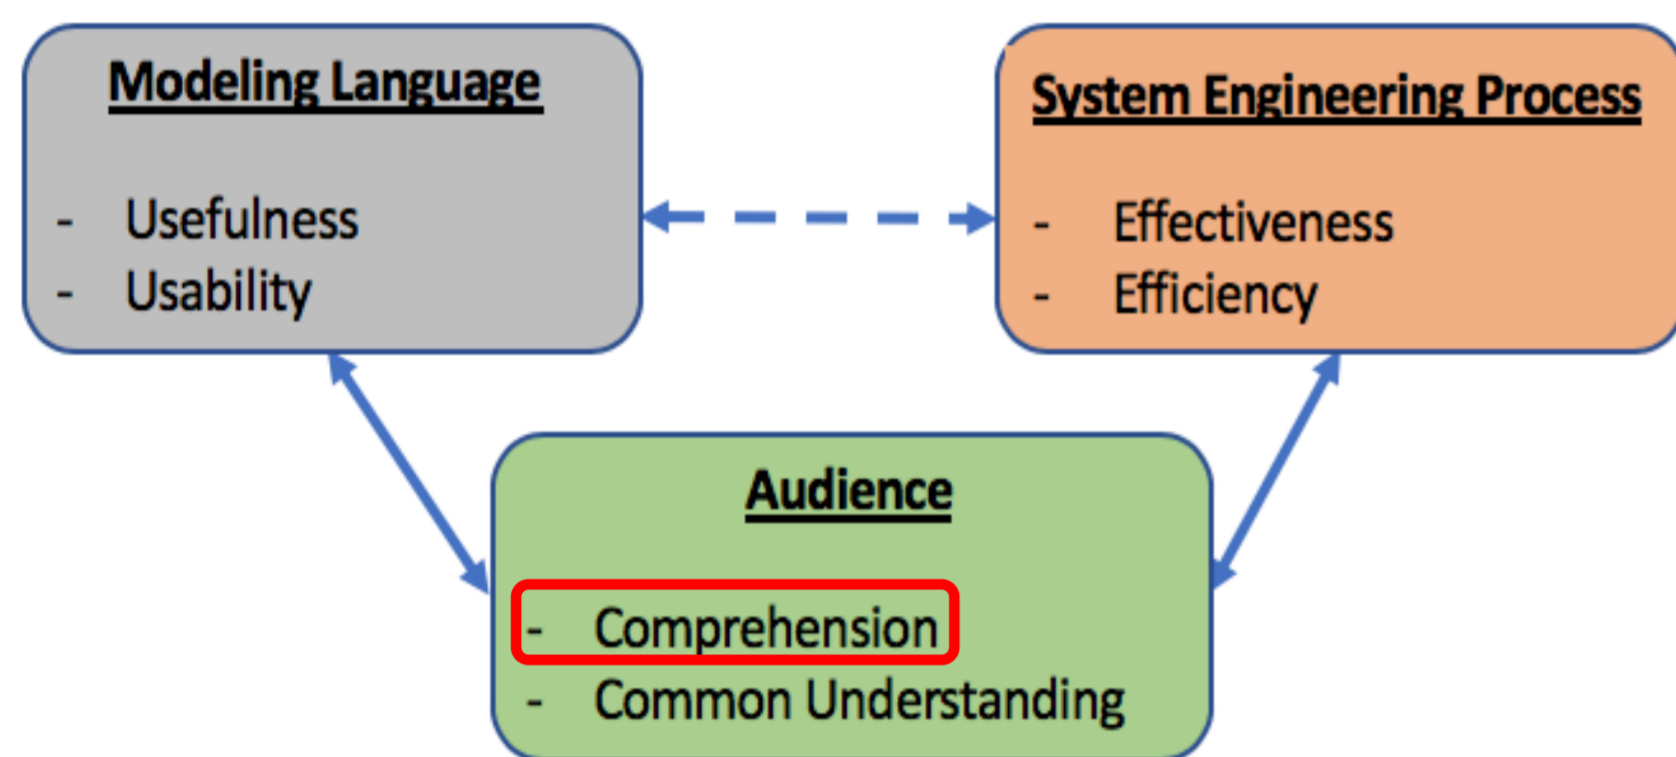 Modeling Language
- Usefulness
- Usability
System Engineering Process
- Effectiveness
- Efficiency
Audience
- Comprehension
- Common Understanding